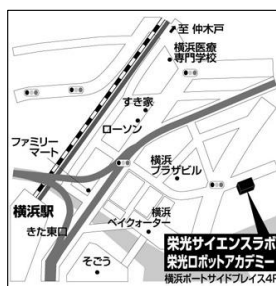 至 仲木戸
横浜医療
専門学校
すき家
ローソン
ファミリー
マート
横浜
プラザビル
横浜駅
きた東口
横浜
ベイクォーター
そごう
栄光サイエンスラボ
栄光ロボットアカデミー
横浜ポートサイドプレイス4F